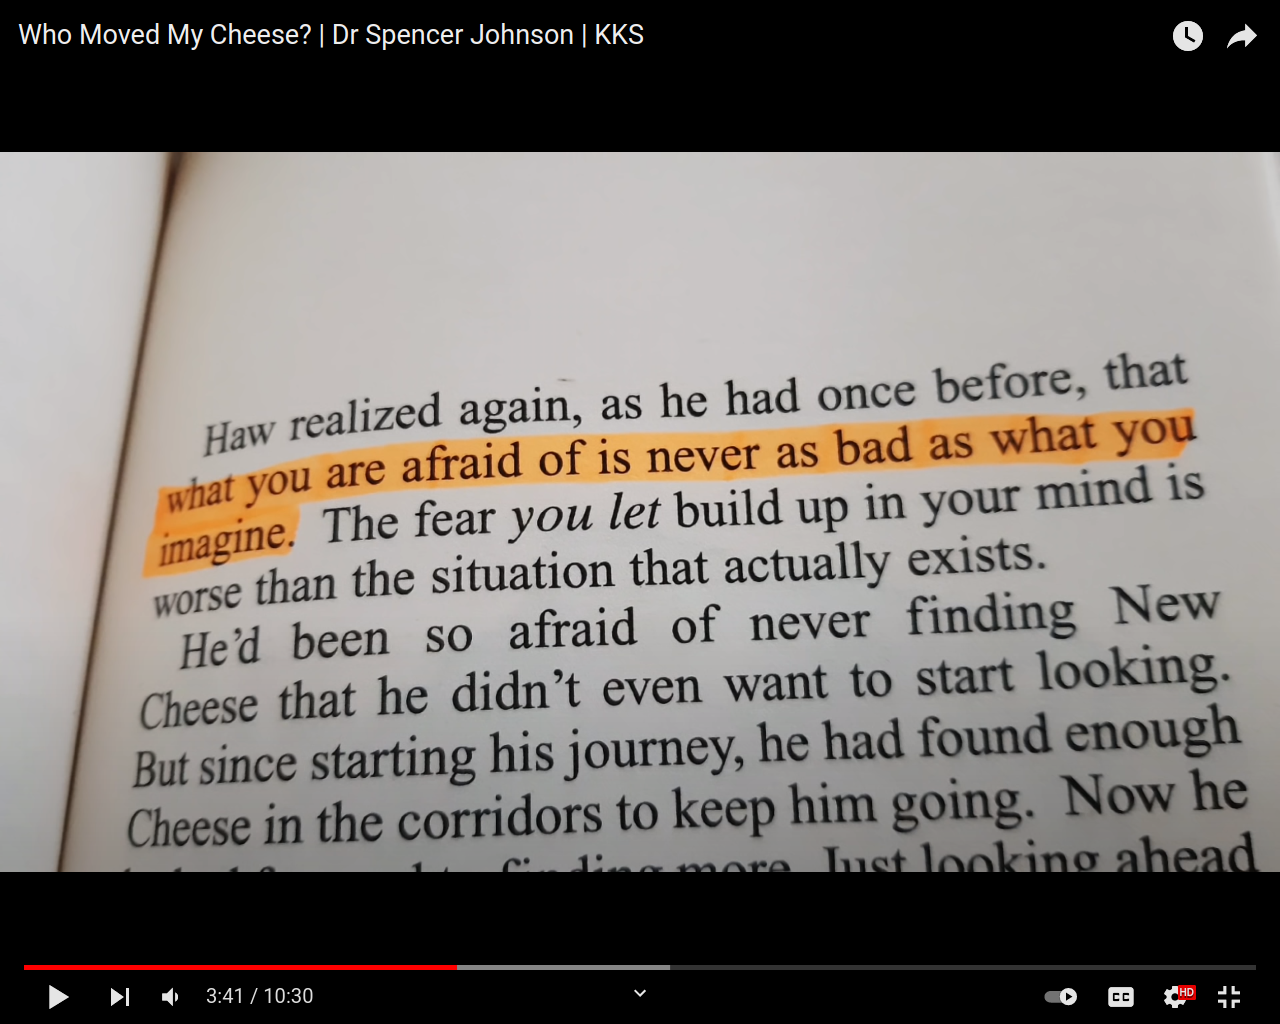 Who Moved My Cheese? | Dr Spencer Johnson | KKS
Haw realized again, as he had once before, that
what you are afraid of is never as bad as what you
imagine. The fear you let build up in your mind is
worse than the situation that actually exists.
He’d been so afraid of never finding New
Cheese that he didn’t even want to start looking.
But since starting his journey, he had found enough
Cheese in the corridors to keep him going. Now he
finding more. Just looking ahead
3:41 / 10:30
CC
HD